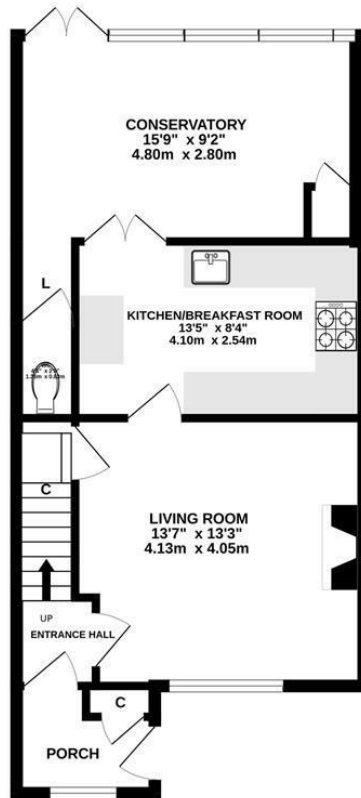 CONSERVATORY
15'9" x 9'2"
4.80m x 2.80m
L
KITCHEN/BREAKFAST ROOM
13'5" x 8'4"
4.10m x 2.54m
C
LIVING ROOM
13'7" x 13'3"
4.13m x 4.05m
UP
ENTRANCE HALL
C
PORCH